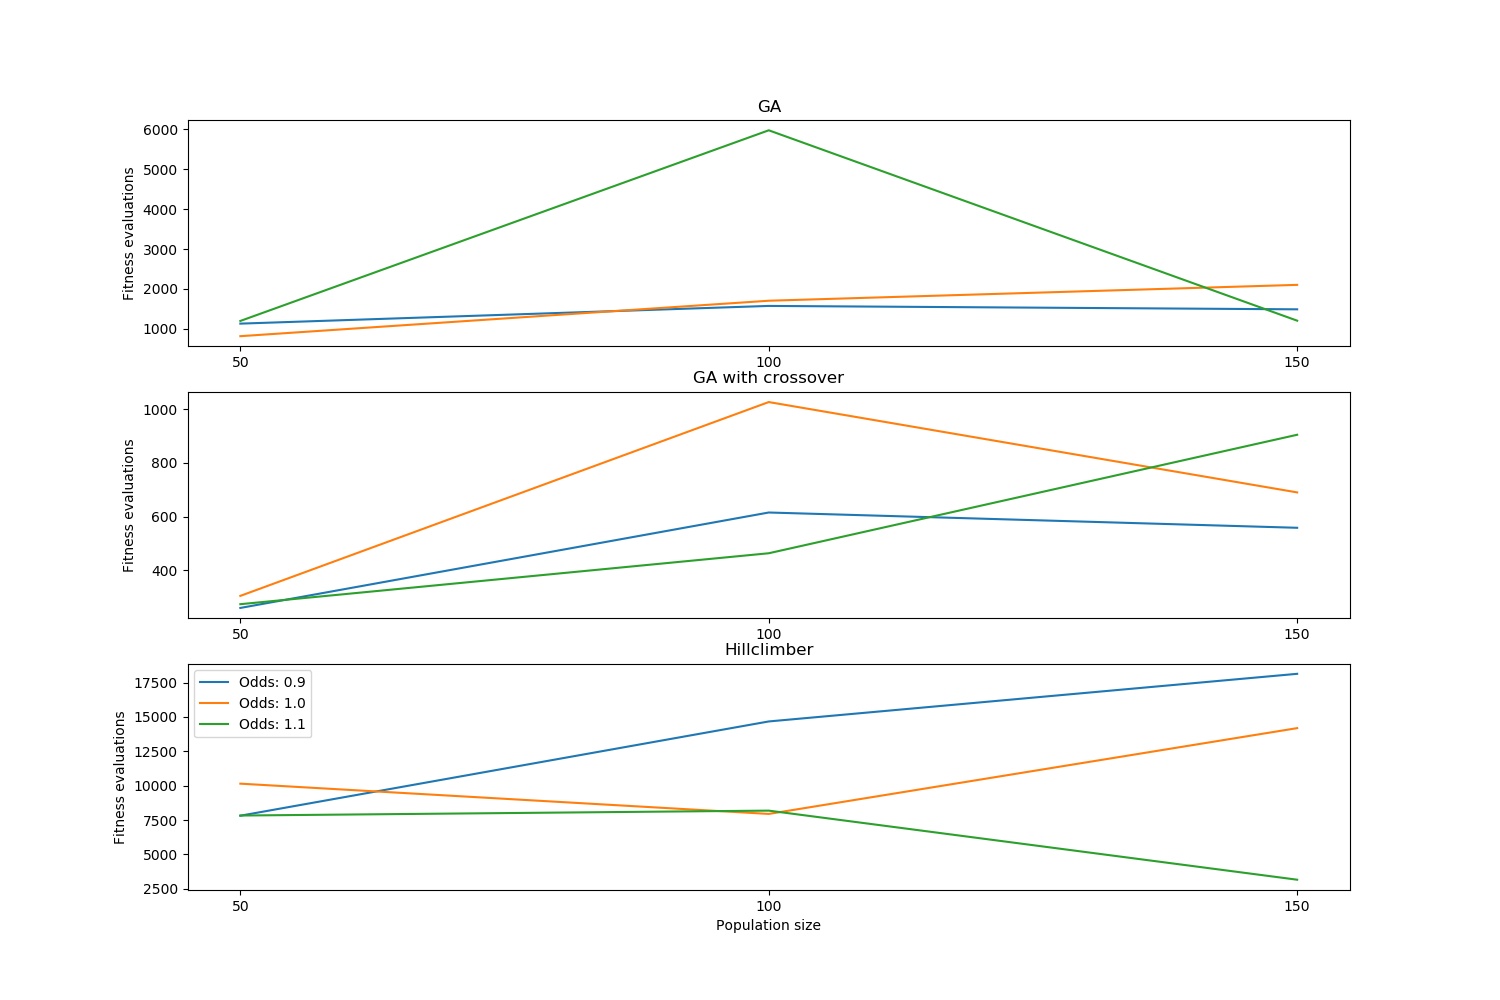 GA
Fitness evaluations
6000
5000
4000
3000
2000
1000
50 100 150
GA with crossover
Fitness evaluations
1000
800
600
400
50 100 150
Hillclimber
Fitness evaluations
17500
15000
12500
10000
7500
5000
2500
Odds: 0.9
Odds: 1.0
Odds: 1.1
50 100 150
Population size